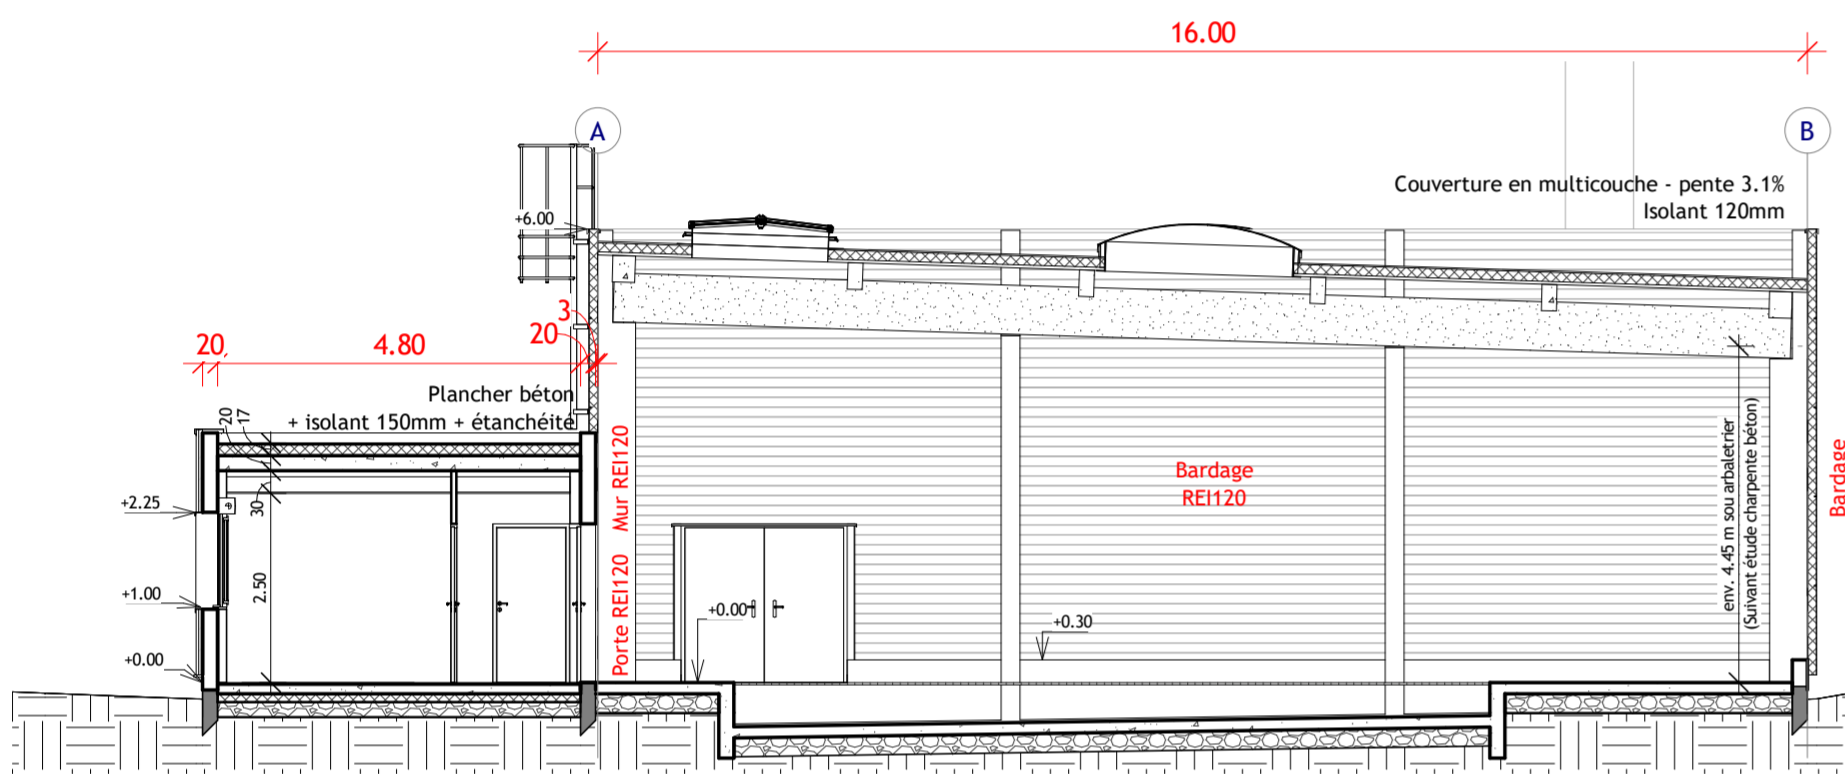 16.00
A
B
Couverture en multicouche - pente 3.1%
Isolant 120mm
+6.00
3
20
20
4.80
Plancher béton
+ isolant 150mm + étanchéité
20
17
+2.25
30
2.50
+1.00
+0.00
Porte REI120 Mur REI120
+0.00
Bardage
REI120
+0.30
env. 4.45 m sou arbaletrier
(Suivant étude charpente béton)
Bardage